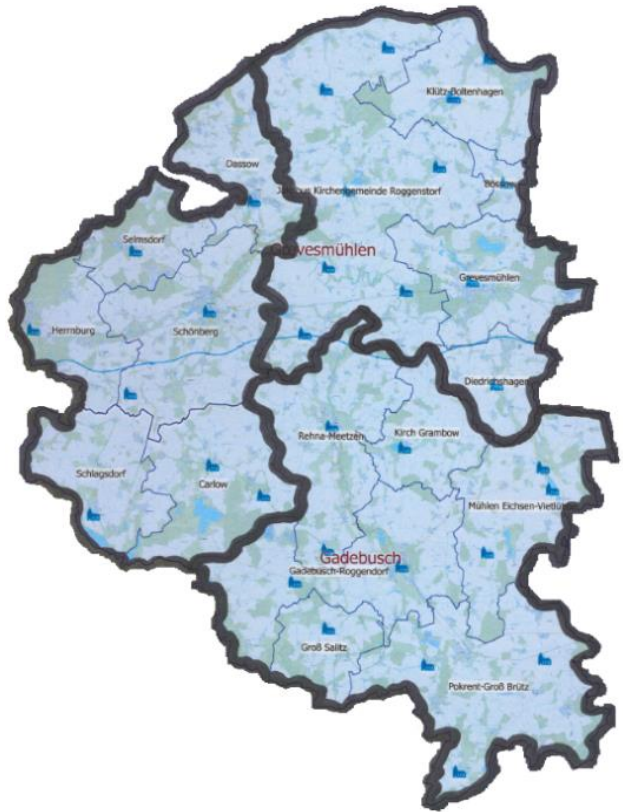 Klütz-Boltenhagen
Dassow
Kirchengemeinde Roggenstorf
Selmsdorf
Grevesmühlen
Grevesmühlen
Herrnburg
Schönberg
Diedrichshagen
Rehna-Meetzen
Kirch Grambow
Schlagsdorf
Carlow
Mühlen Eichsen-Vietlübbe
Gadebusch
Gadebusch-Roggendorf
Groß Salitz
Pokrent-Groß Brütz